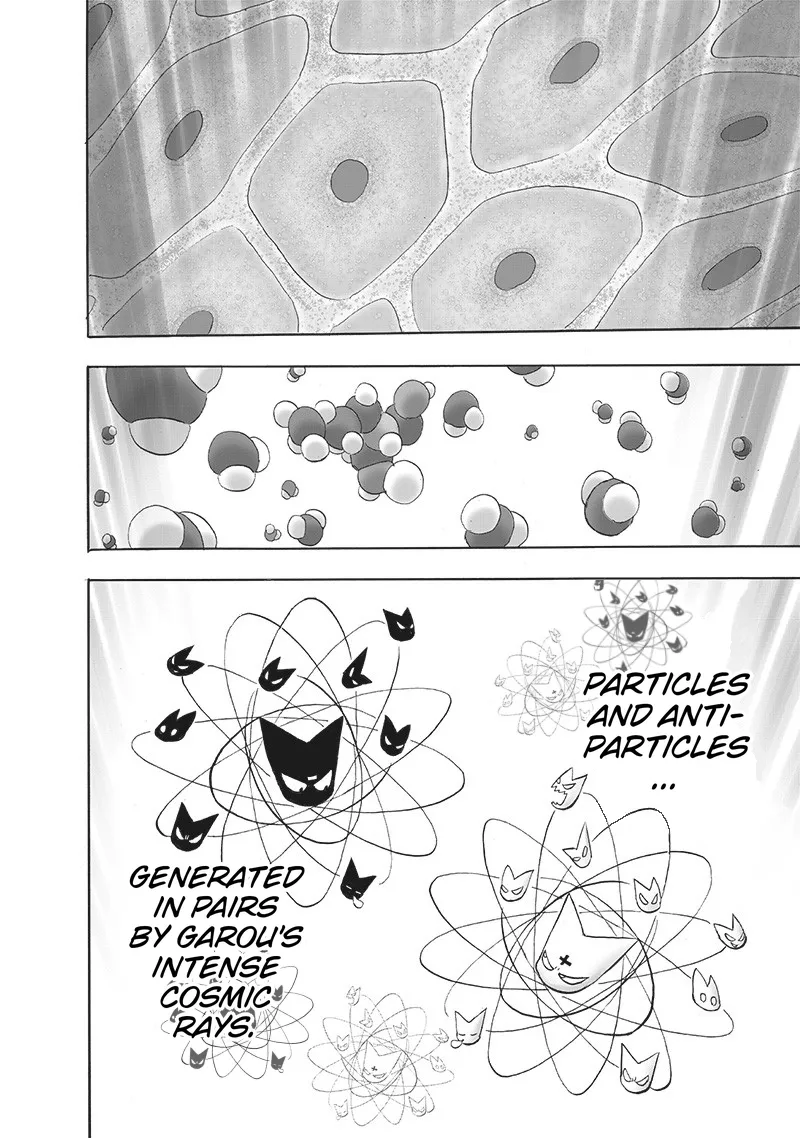 PARTICLES
AND ANTI-
PARTICLES
...
GENERATED
IN PAIRS
BY GAROU'S
INTENSE
COSMIC
RAYS.